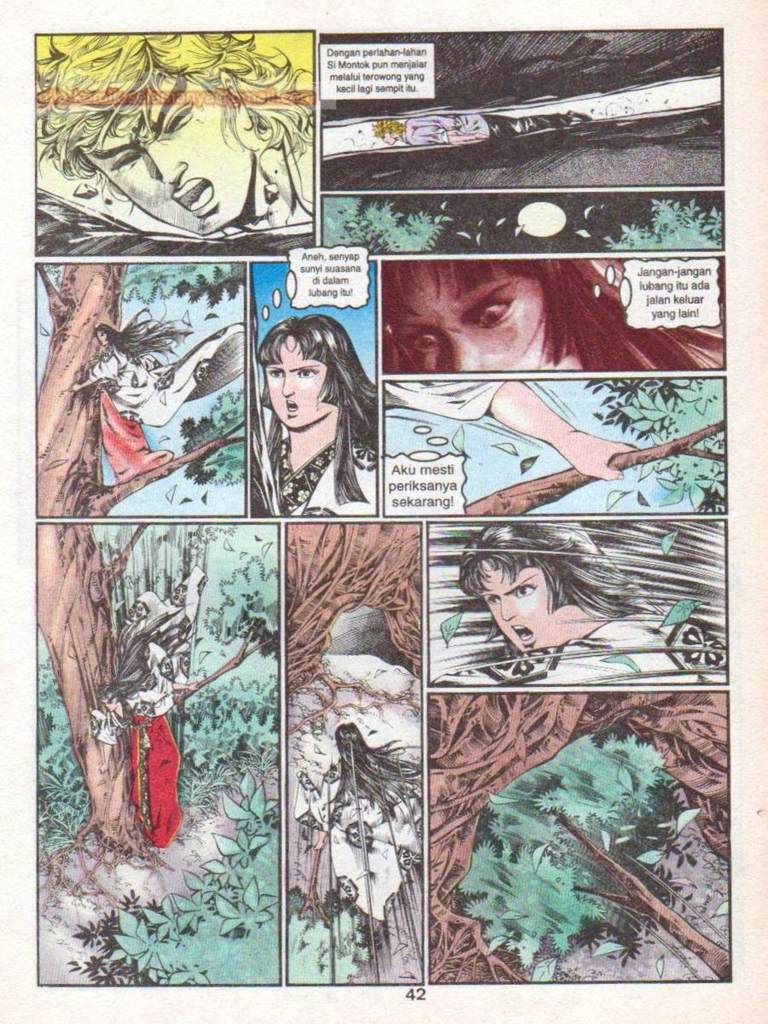 Dengan perlahan-lahan
Si Montok pun menjalar
melalui terowong yang
kecil lagi sempit itu.
Aneh, senyap
sunyi suasana
di dalam
lubang itu!
Jangan-jangan
lubang itu ada
jalan keluar
yang lain!
Aku mesti
periksanya
sekarang!
42